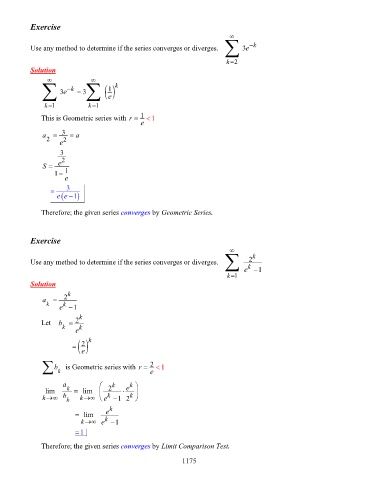 Exercise
Use any method to determine if the series converges or diverges. \sum_{k=2}^{\infty} 3e^{-k}
Solution
\sum_{k=1}^{\infty} 3e^{-k} = 3 \sum_{k=1}^{\infty} \left(\frac{1}{e}\right)^k
This is Geometric series with r = \frac{1}{e} < 1
a_2 = \frac{3}{e^2} = a
S = \frac{\frac{3}{e^2}}{1 - \frac{1}{e}}
= \frac{3}{e(e-1)}
Therefore; the given series converges by Geometric Series.
Exercise
Use any method to determine if the series converges or diverges. \sum_{k=1}^{\infty} \frac{2^k}{e^k - 1}
Solution
a_k = \frac{2^k}{e^k - 1}
Let b_k = \frac{2^k}{e^k}
= \left(\frac{2}{e}\right)^k
\sum b_k is Geometric series with r = \frac{2}{e} < 1
\lim_{k \to \infty} \frac{a_k}{b_k} = \lim_{k \to \infty} \left(\frac{2^k}{e^k - 1} \cdot \frac{e^k}{2^k}\right)
= \lim_{k \to \infty} \frac{e^k}{e^k - 1}
= 1
Therefore; the given series converges by Limit Comparison Test.
1175